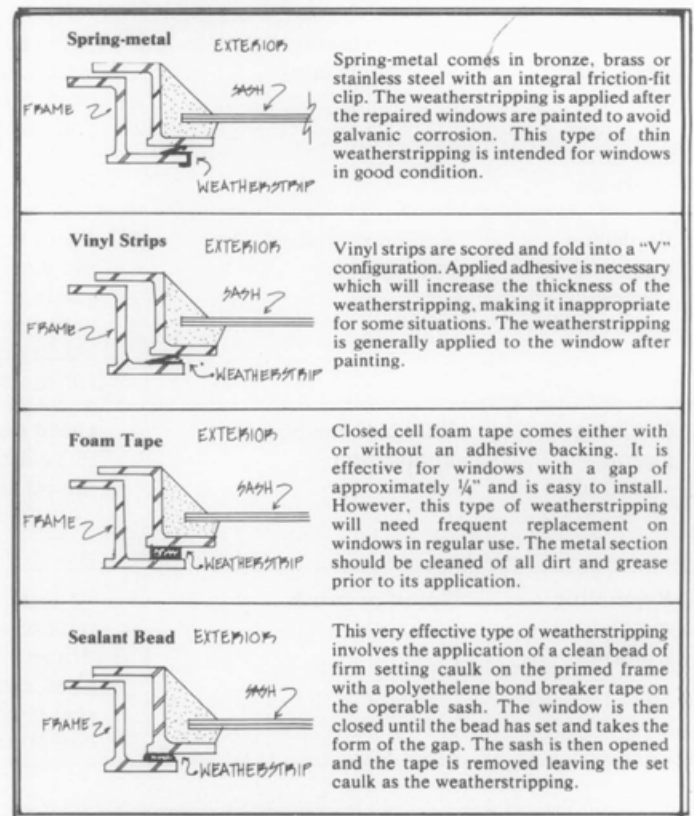 Spring-metal
EXTERIOR
SASH
FRAME
WEATHERSTRIP
Spring-metal comes in bronze, brass or
stainless steel with an integral friction-fit
clip. The weatherstripping is applied after
the repaired windows are painted to avoid
galvanic corrosion. This type of thin
weatherstripping is intended for windows
in good condition.
Vinyl Strips
EXTERIOR
SASH
FRAME
WEATHERSTRIP
Vinyl strips are scored and fold into a “V”
configuration. Applied adhesive is necessary
which will increase the thickness of the
weatherstripping, making it inappropriate
for some situations. The weatherstripping
is generally applied to the window after
painting.
Foam Tape
EXTERIOR
SASH
FRAME
WEATHERSTRIP
Closed cell foam tape comes either with
or without an adhesive backing. It is
effective for windows with a gap of
approximately ¼” and is easy to install.
However, this type of weatherstripping
will need frequent replacement on
windows in regular use. The metal section
should be cleaned of all dirt and grease
prior to its application.
Sealant Bead
EXTERIOR
SASH
FRAME
WEATHERSTRIP
This very effective type of weatherstripping
involves the application of a clean bead of
firm setting caulk on the primed frame
with a polyethelene bond breaker tape on
the operable sash. The window is then
closed until the bead has set and takes the
form of the gap. The sash is then opened
and the tape is removed leaving the set
caulk as the weatherstripping.